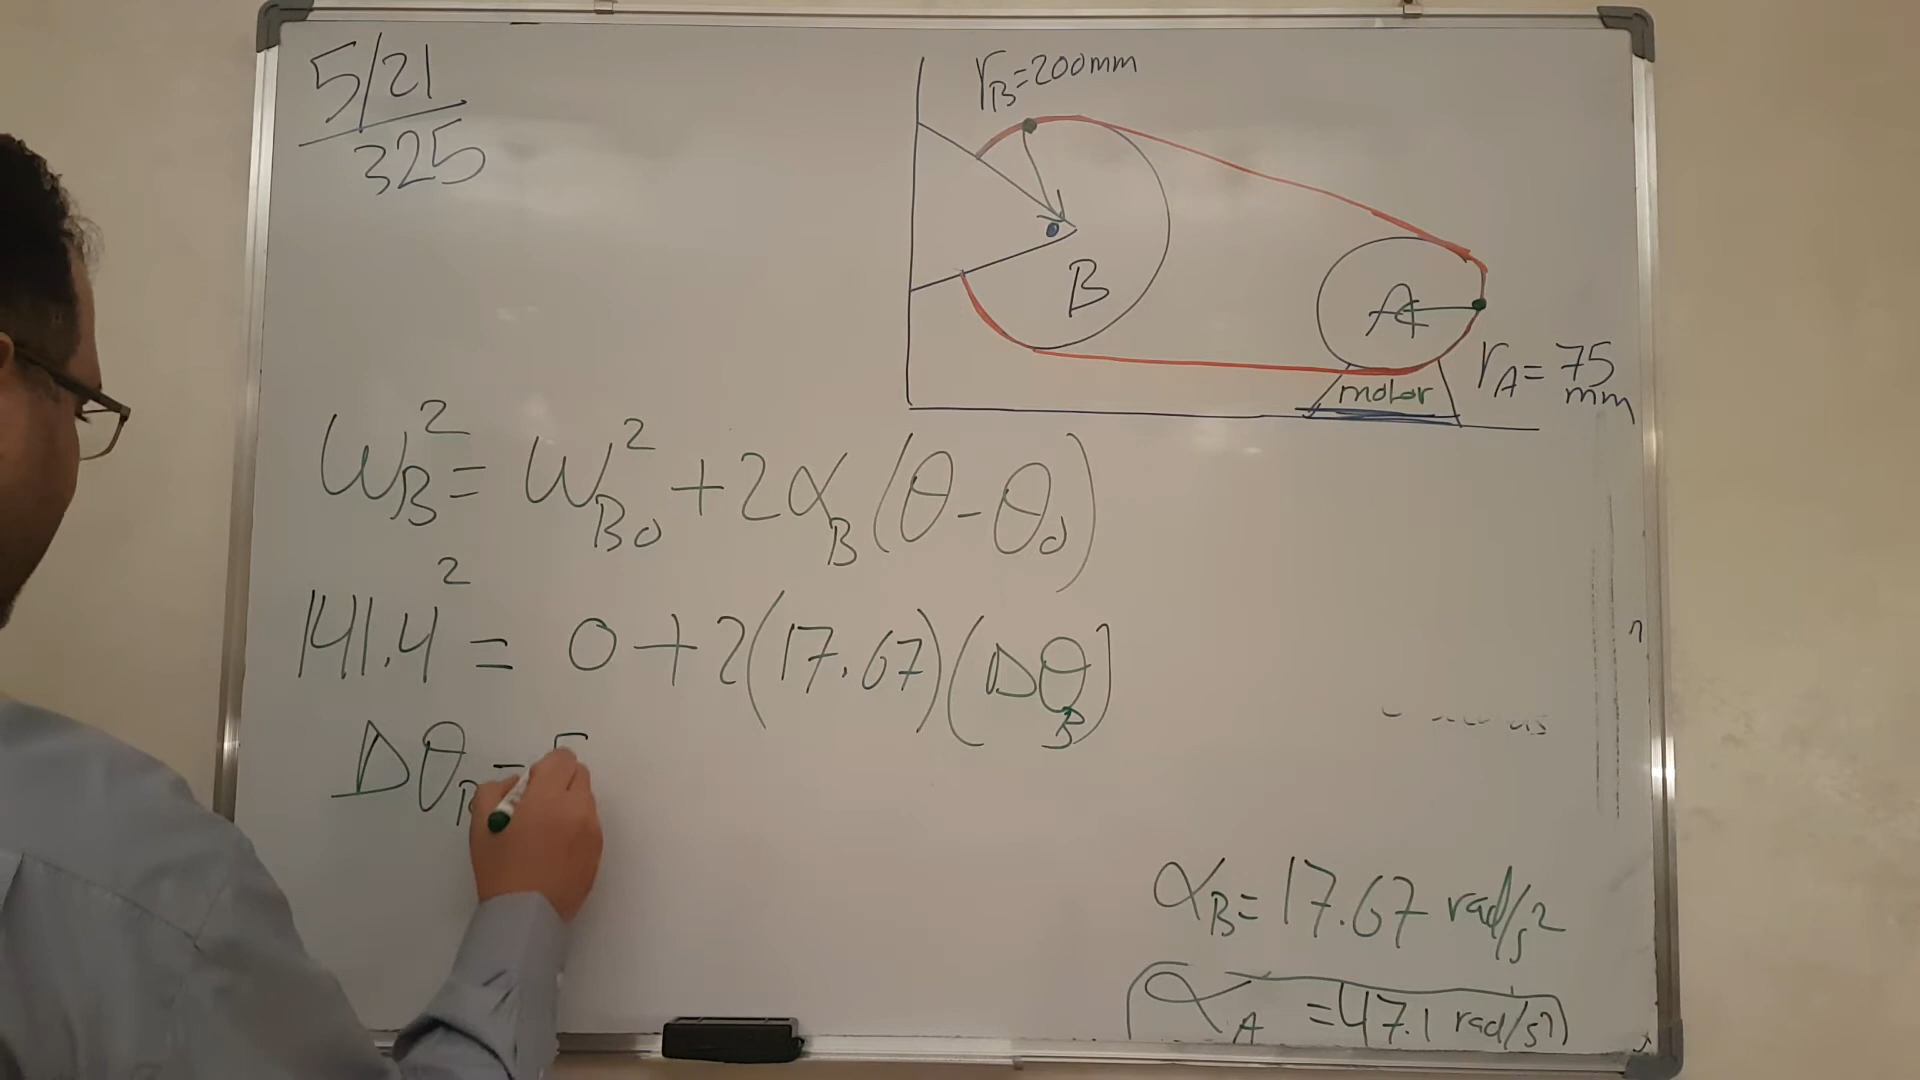 5/21
325
r_B=200mm
B
A
r_A= 75 mm
motor
ω_B²= ω_B0² +2α_B(θ-θ₀)
141.4² = 0+2(17.67)(Δθ_B)
Δθ_B =
α_B= 17.67 rad/s²
α_A =47.1 rad/s²